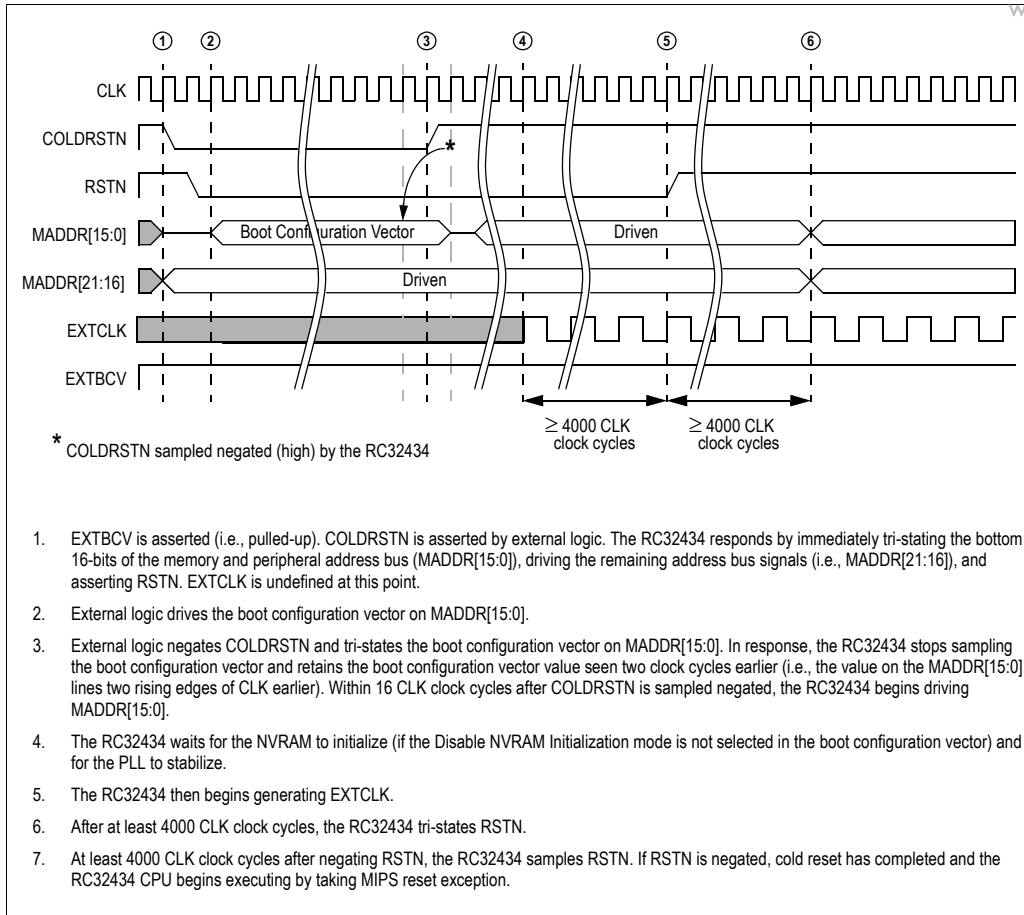 1 2 3 4 5 6
CLK
COLDRSTN
*
RSTN
MADDR[15:0] Boot Configuration Vector Driven
MADDR[21:16] Driven
EXTCLK
EXTBCV
≥ 4000 CLK ≥ 4000 CLK
clock cycles clock cycles
* COLDRSTN sampled negated (high) by the RC32434
1. EXTBCV is asserted (i.e., pulled-up). COLDRSTN is asserted by external logic. The RC32434 responds by immediately tri-stating the bottom
16-bits of the memory and peripheral address bus (MADDR[15:0]), driving the remaining address bus signals (i.e., MADDR[21:16]), and
asserting RSTN. EXTCLK is undefined at this point.
2. External logic drives the boot configuration vector on MADDR[15:0].
3. External logic negates COLDRSTN and tri-states the boot configuration vector on MADDR[15:0]. In response, the RC32434 stops sampling
the boot configuration vector and retains the boot configuration vector value seen two clock cycles earlier (i.e., the value on the MADDR[15:0]
lines two rising edges of CLK earlier). Within 16 CLK clock cycles after COLDRSTN is sampled negated, the RC32434 begins driving
MADDR[15:0].
4. The RC32434 waits for the NVRAM to initialize (if the Disable NVRAM Initialization mode is not selected in the boot configuration vector) and
for the PLL to stabilize.
5. The RC32434 then begins generating EXTCLK.
6. After at least 4000 CLK clock cycles, the RC32434 tri-states RSTN.
7. At least 4000 CLK clock cycles after negating RSTN, the RC32434 samples RSTN. If RSTN is negated, cold reset has completed and the
RC32434 CPU begins executing by taking MIPS reset exception.